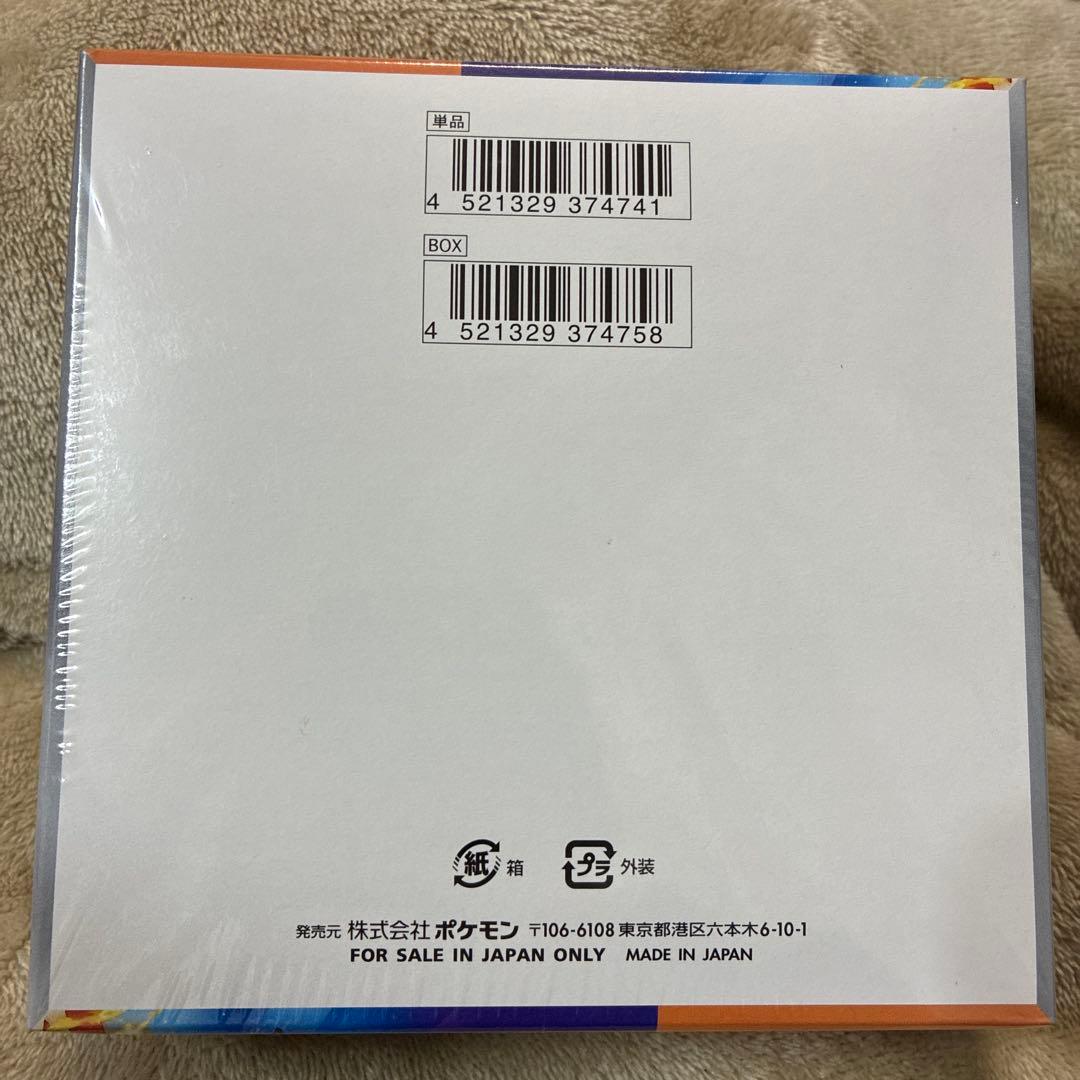 単品
4 521329 374741
BOX
4 521329 374758
紙 箱
プラ 外装
発売元 株式会社 ポケモン 〒106-6108 東京都港区六本木6-10-1
FOR SALE IN JAPAN ONLY MADE IN JAPAN